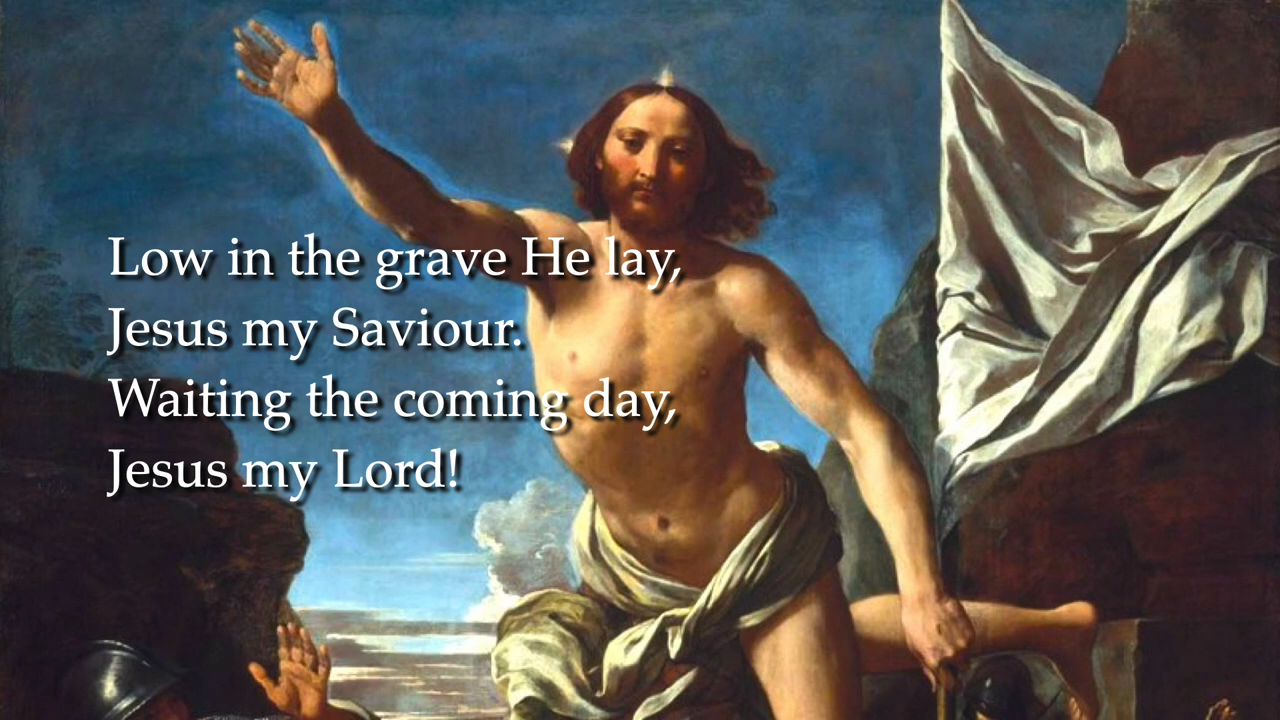 Low in the grave He lay,
Jesus my Saviour.
Waiting the coming day,
Jesus my Lord!